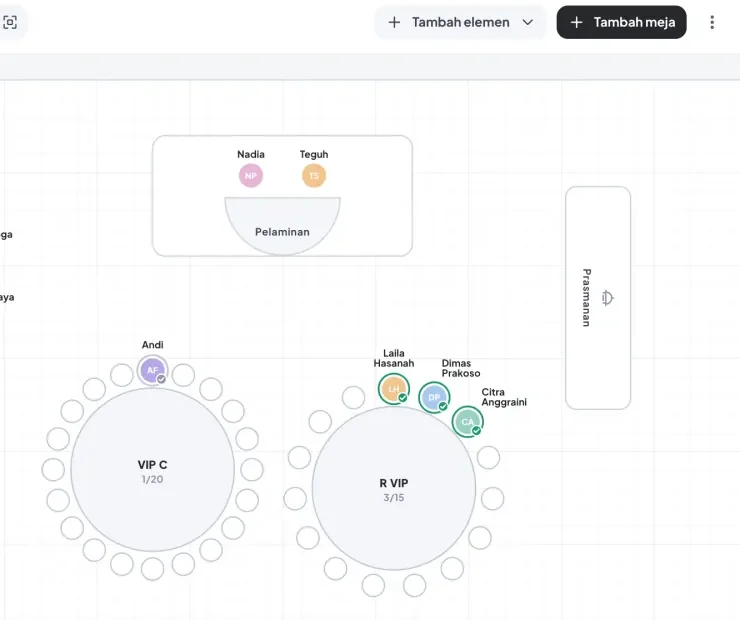 Tambah elemen
Tambah meja
Nadia
Teguh
NP
TS
Pelaminan
ga
aya
Prasmanan
Andi
AF
VIP C
1/20
Laila
Hasanah
Dimas
Prakoso
Citra
Anggraini
LH
DP
CA
R VIP
3/15